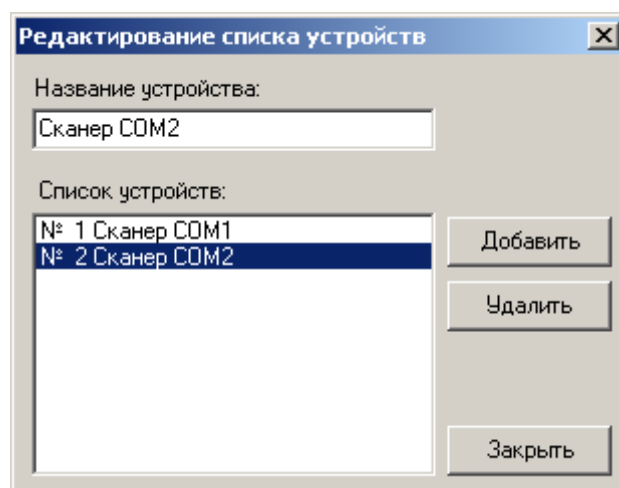 Редактирование списка устройств
Название устройства:
Сканер COM2
Список устройств:
№ 1 Сканер COM1
№ 2 Сканер COM2
Добавить
Удалить
Закрыть